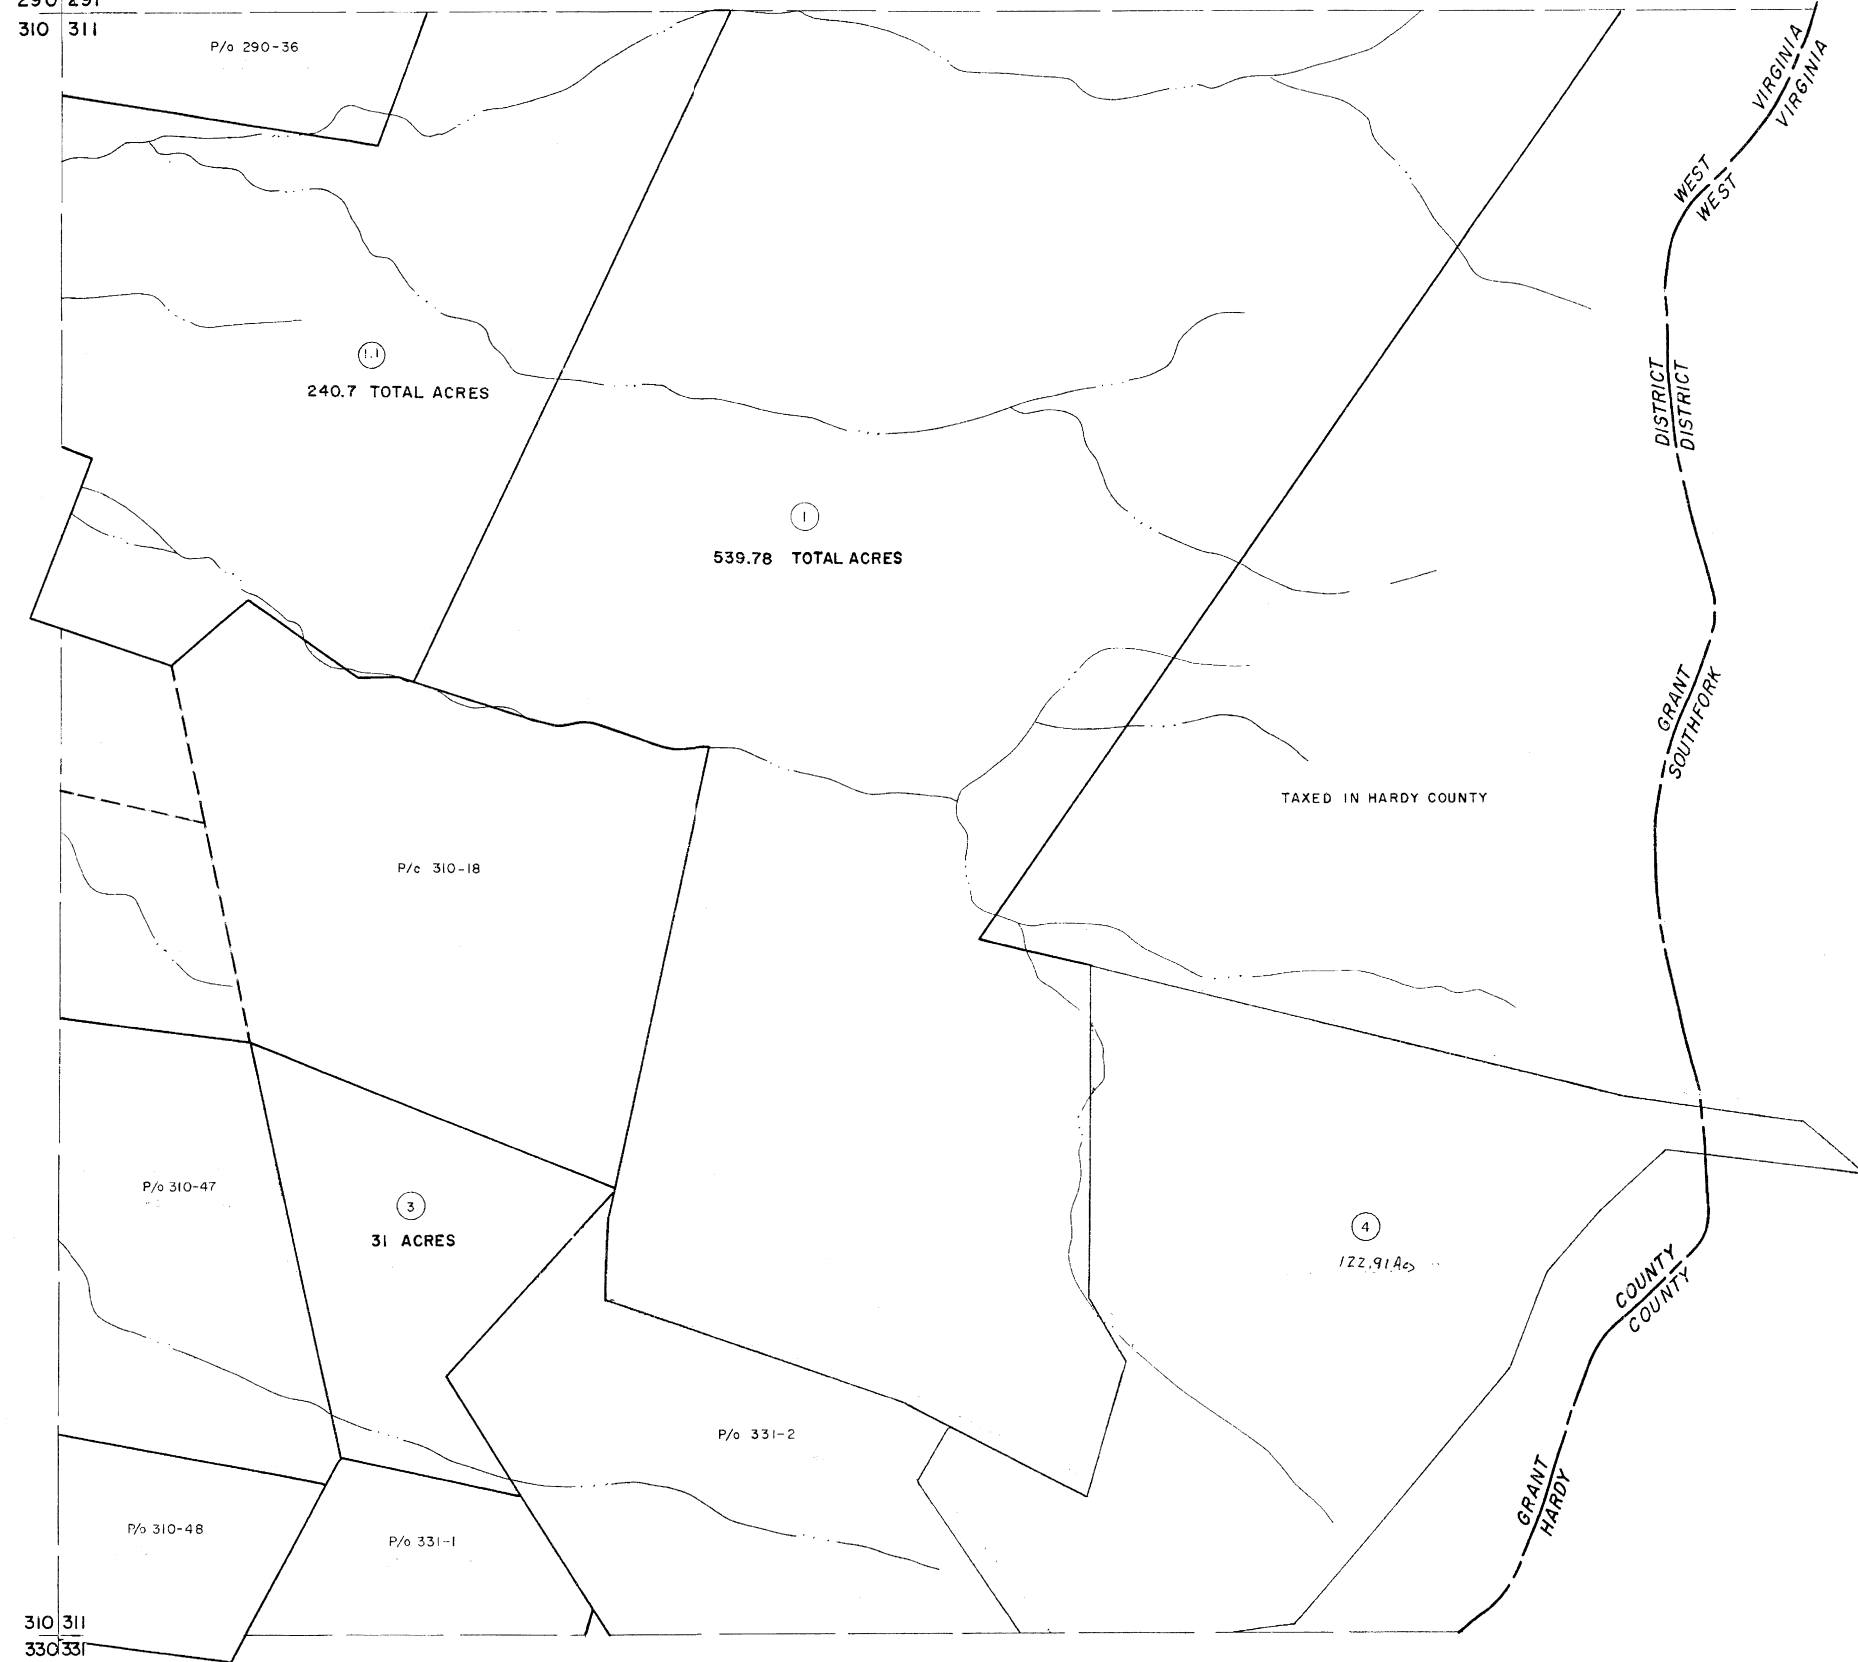 290 291
310 311
P/o 290-36
VIRGINIA
VIRGINIA
WEST
WEST
1.1
240.7 TOTAL ACRES
DISTRICT
DISTRICT
1
539.78 TOTAL ACRES
GRANT
SOUTHFORK
TAXED IN HARDY COUNTY
P/c 310-18
P/o 310-47
3
31 ACRES
4
122.91 Acs
COUNTY
COUNTY
P/o 331-2
GRANT
HARDY
P/o 310-48
P/o 331-1
310 311
330 331